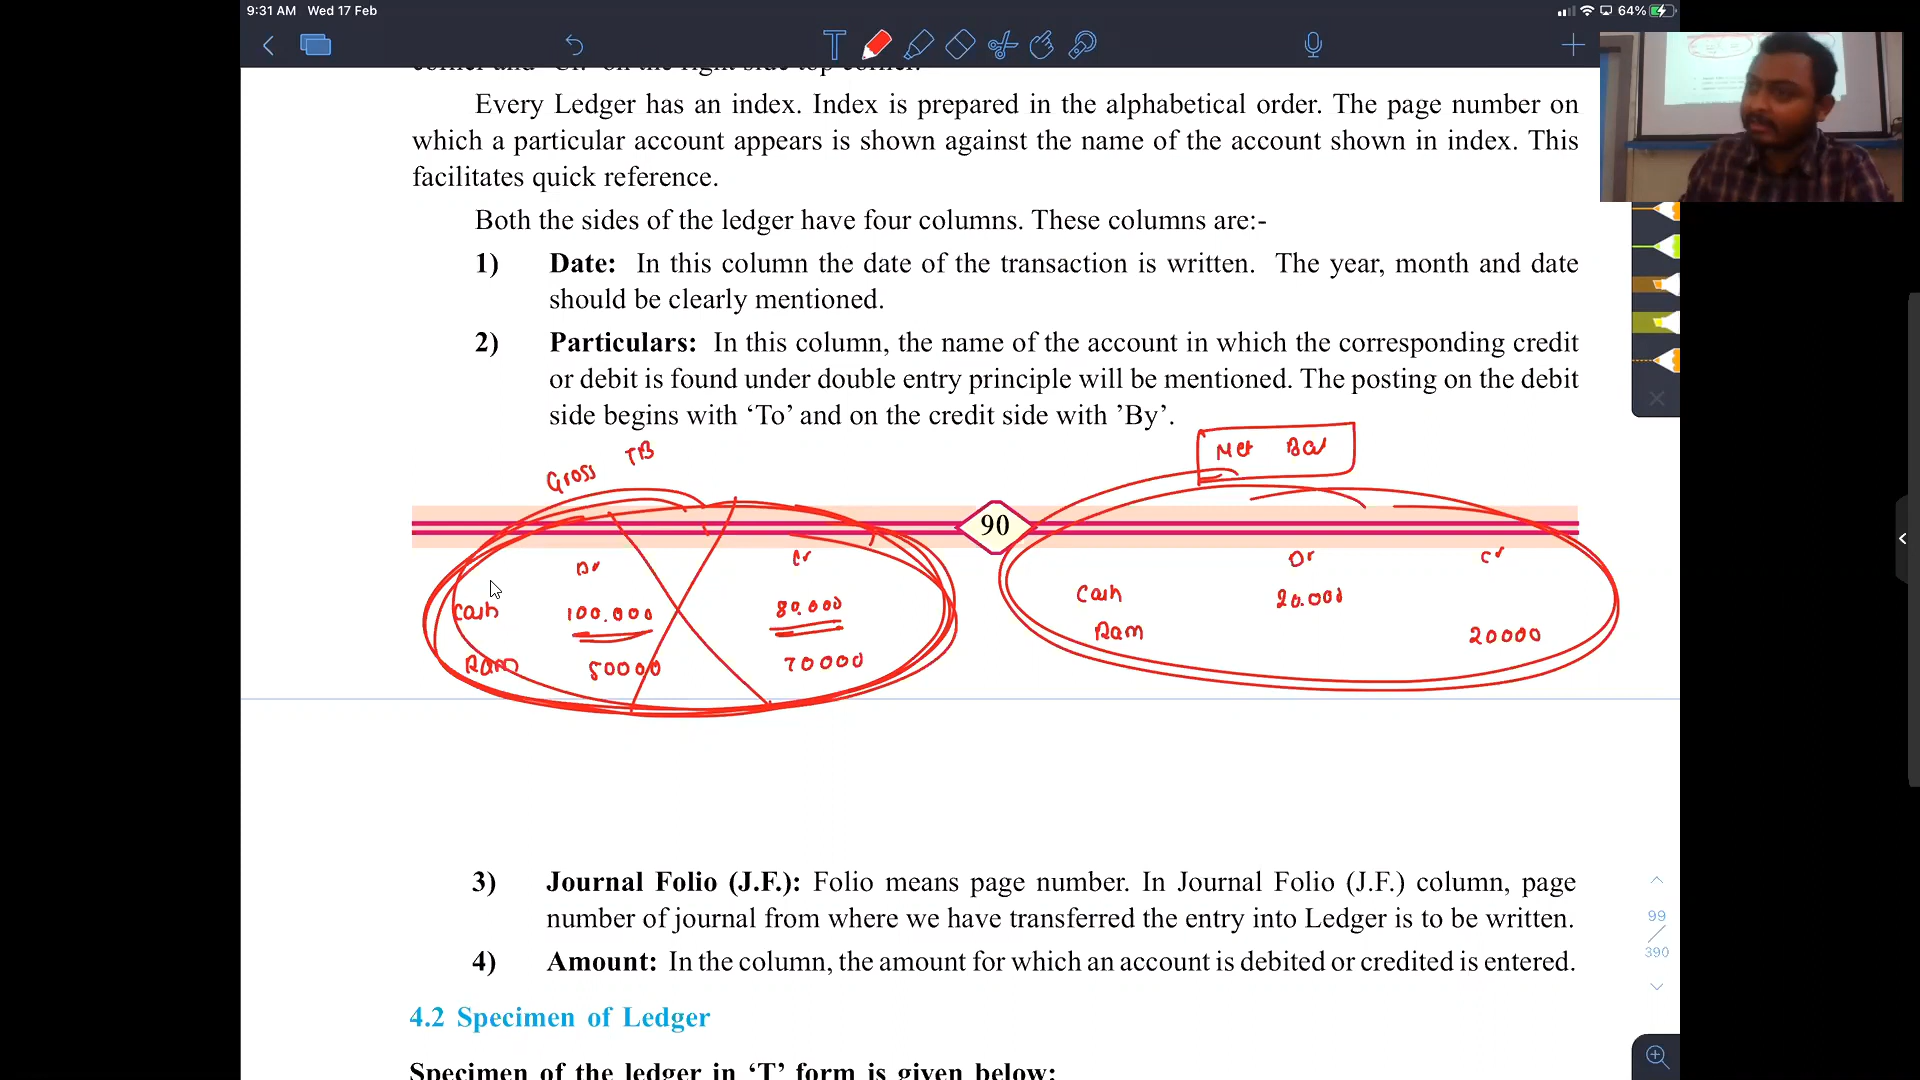 9:31 AM Wed 17 Feb 64%
T
Every Ledger has an index. Index is prepared in the alphabetical order. The page number on
which a particular account appears is shown against the name of the account shown in index. This
facilitates quick reference.
Both the sides of the ledger have four columns. These columns are:-
1) Date: In this column the date of the transaction is written. The year, month and date
should be clearly mentioned.
2) Particulars: In this column, the name of the account in which the corresponding credit
or debit is found under double entry principle will be mentioned. The posting on the debit
side begins with ‘To’ and on the credit side with ’By’.
Gross TB
Net Bal
90
Dr Cr
Cash 100.000 80.000
Ram 50000 70000
Dr Cr
Cash 20.000
Ram 20000
3) Journal Folio (J.F.): Folio means page number. In Journal Folio (J.F.) column, page
number of journal from where we have transferred the entry into Ledger is to be written.
4) Amount: In the column, the amount for which an account is debited or credited is entered.
99
390
4.2 Specimen of Ledger
Specimen of the ledger in ‘T’ form is given below: